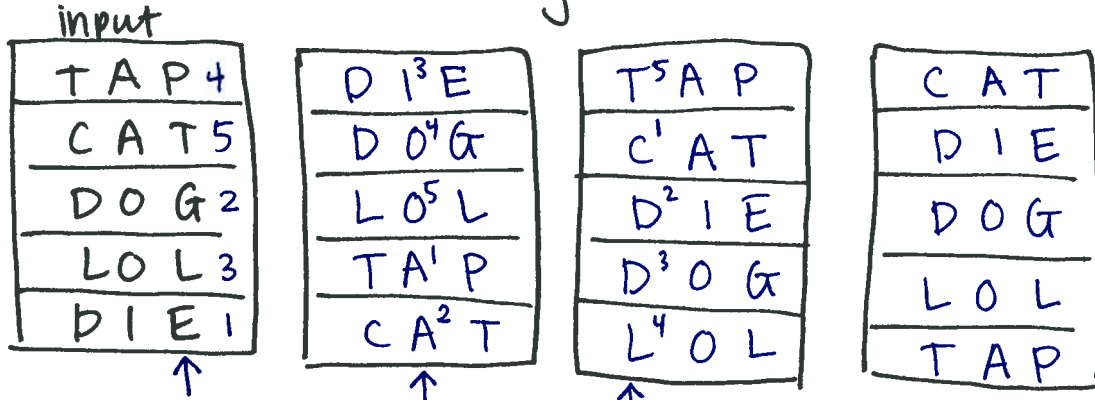 input
TAP4
CAT5
DOG2
LOL3
DIE1
DI³E
DO⁴G
LO⁵L
TA¹P
CA²T
T⁵AP
C¹AT
D²IE
D³OG
L⁴OL
CAT
DIE
DOG
LOL
TAP